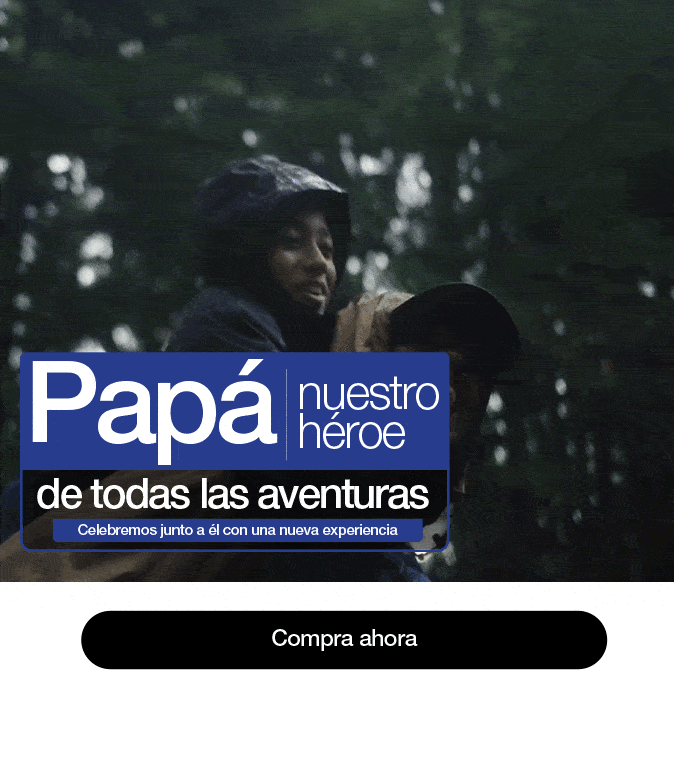 Papá
nuestro
héroe
de todas las aventuras
Celebremos junto a él con una nueva experiencia
Compra ahora